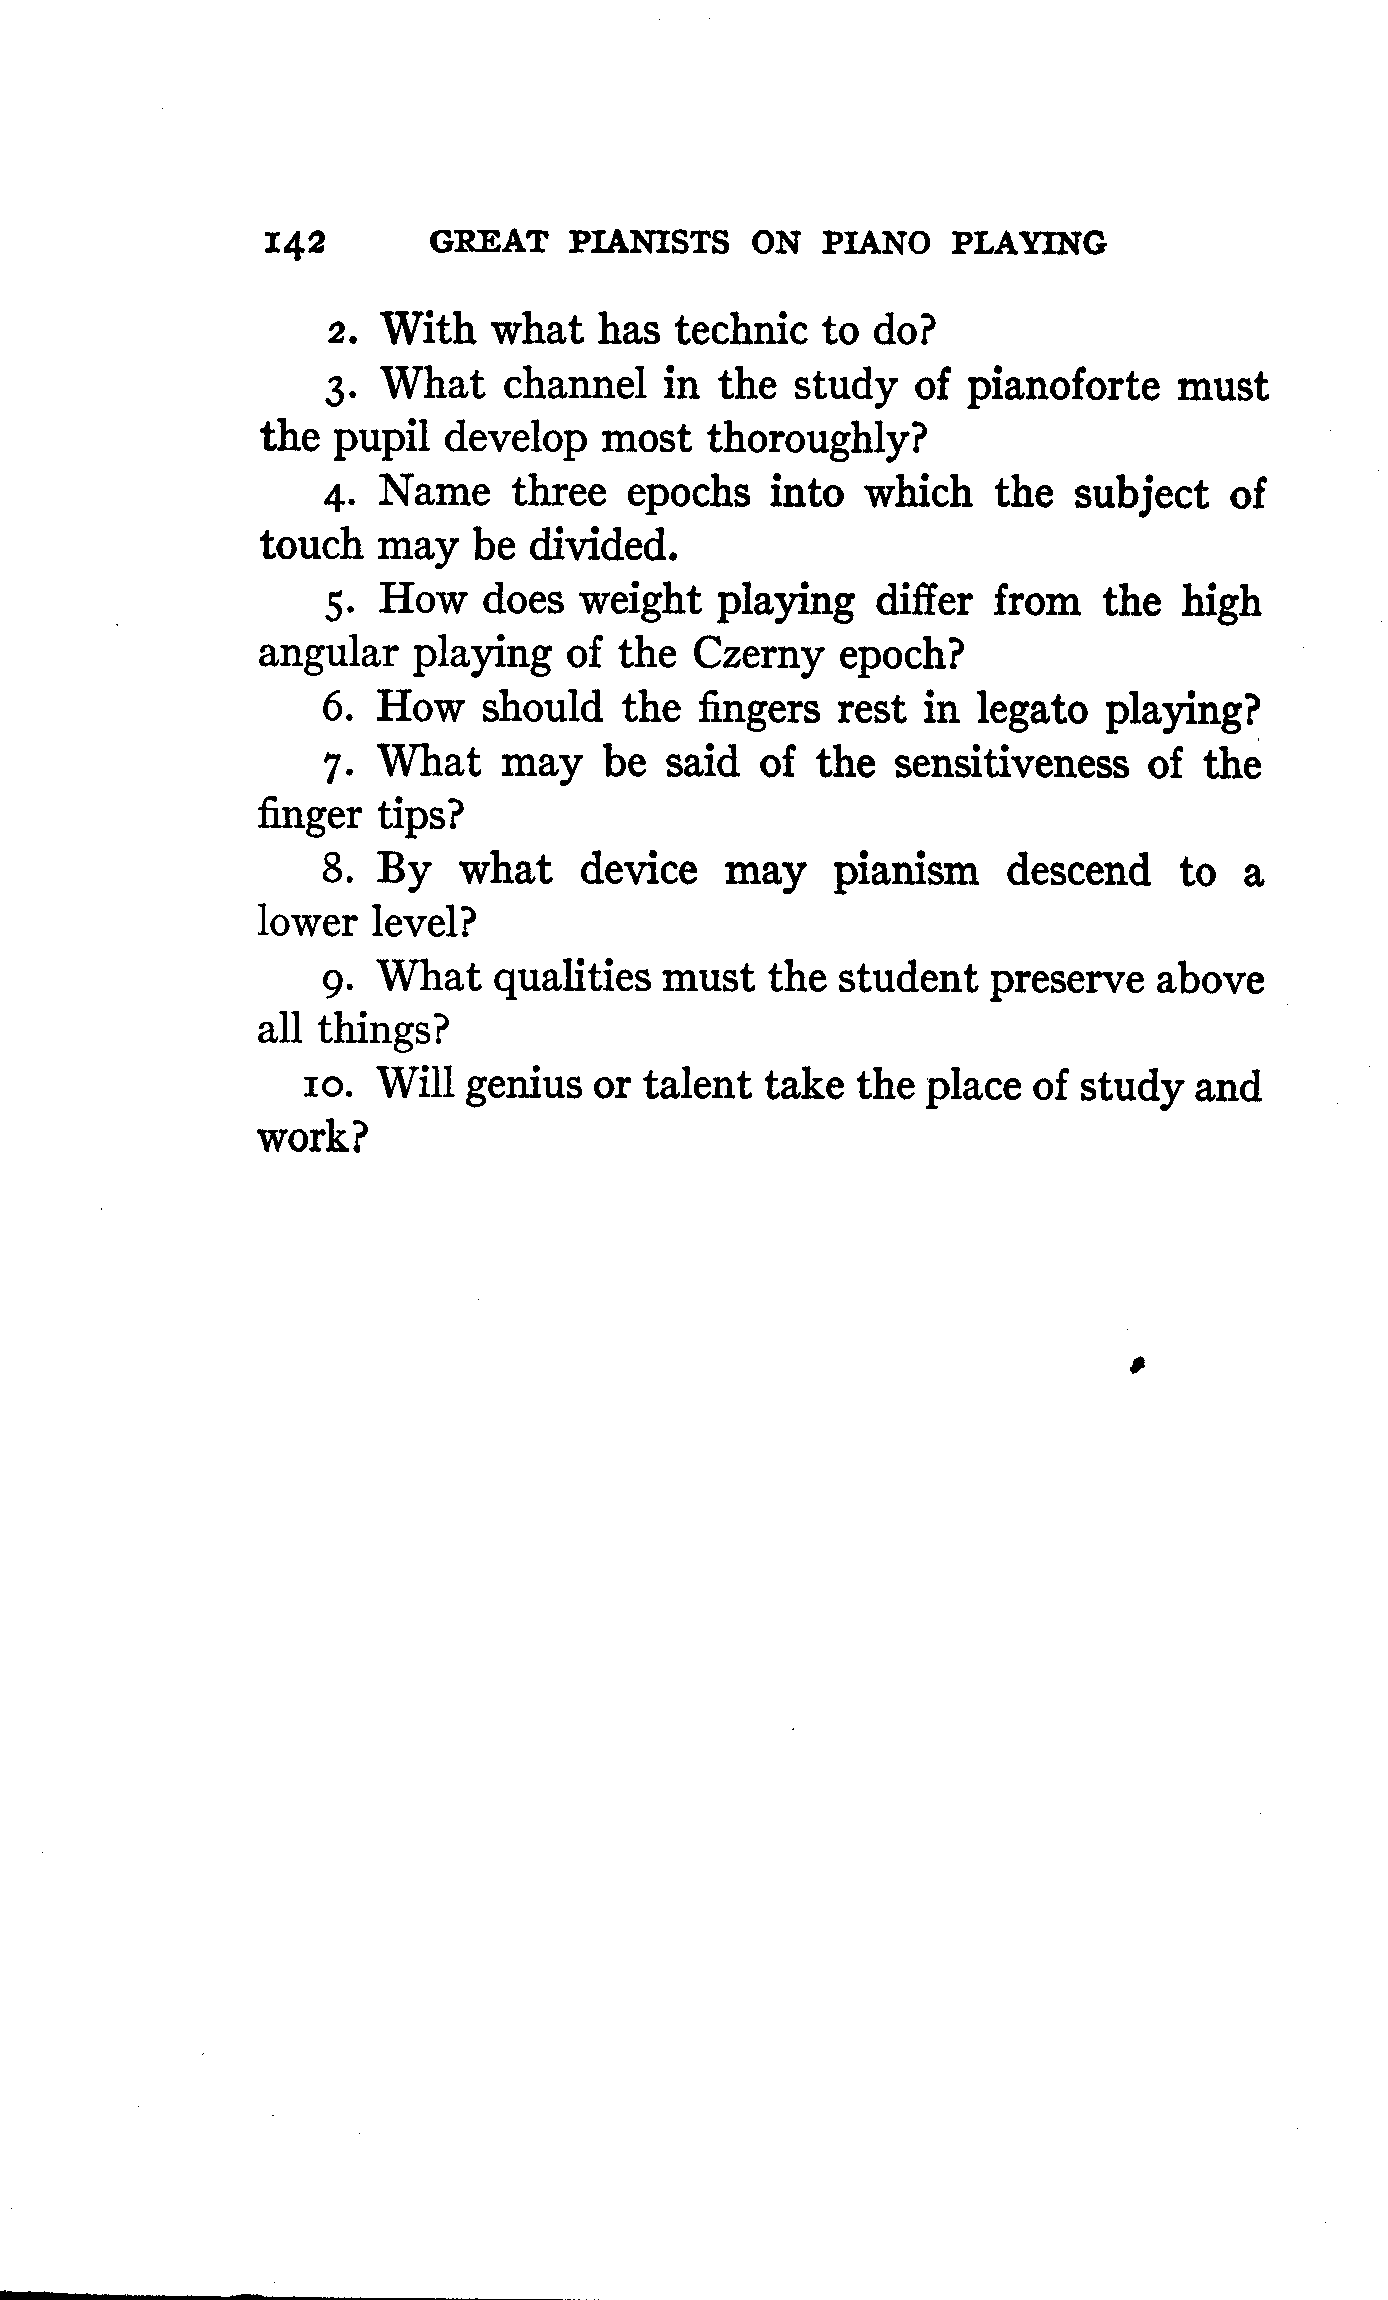 142 GREAT PIANISTS ON PIANO PLAYING
2. With what has technic to do?
3. What channel in the study of pianoforte must
the pupil develop most thoroughly?
4. Name three epochs into which the subject of
touch may be divided.
5. How does weight playing differ from the high
angular playing of the Czerny epoch?
6. How should the fingers rest in legato playing?
7. What may be said of the sensitiveness of the
finger tips?
8. By what device may pianism descend to a
lower level?
9. What qualities must the student preserve above
all things?
10. Will genius or talent take the place of study and
work?